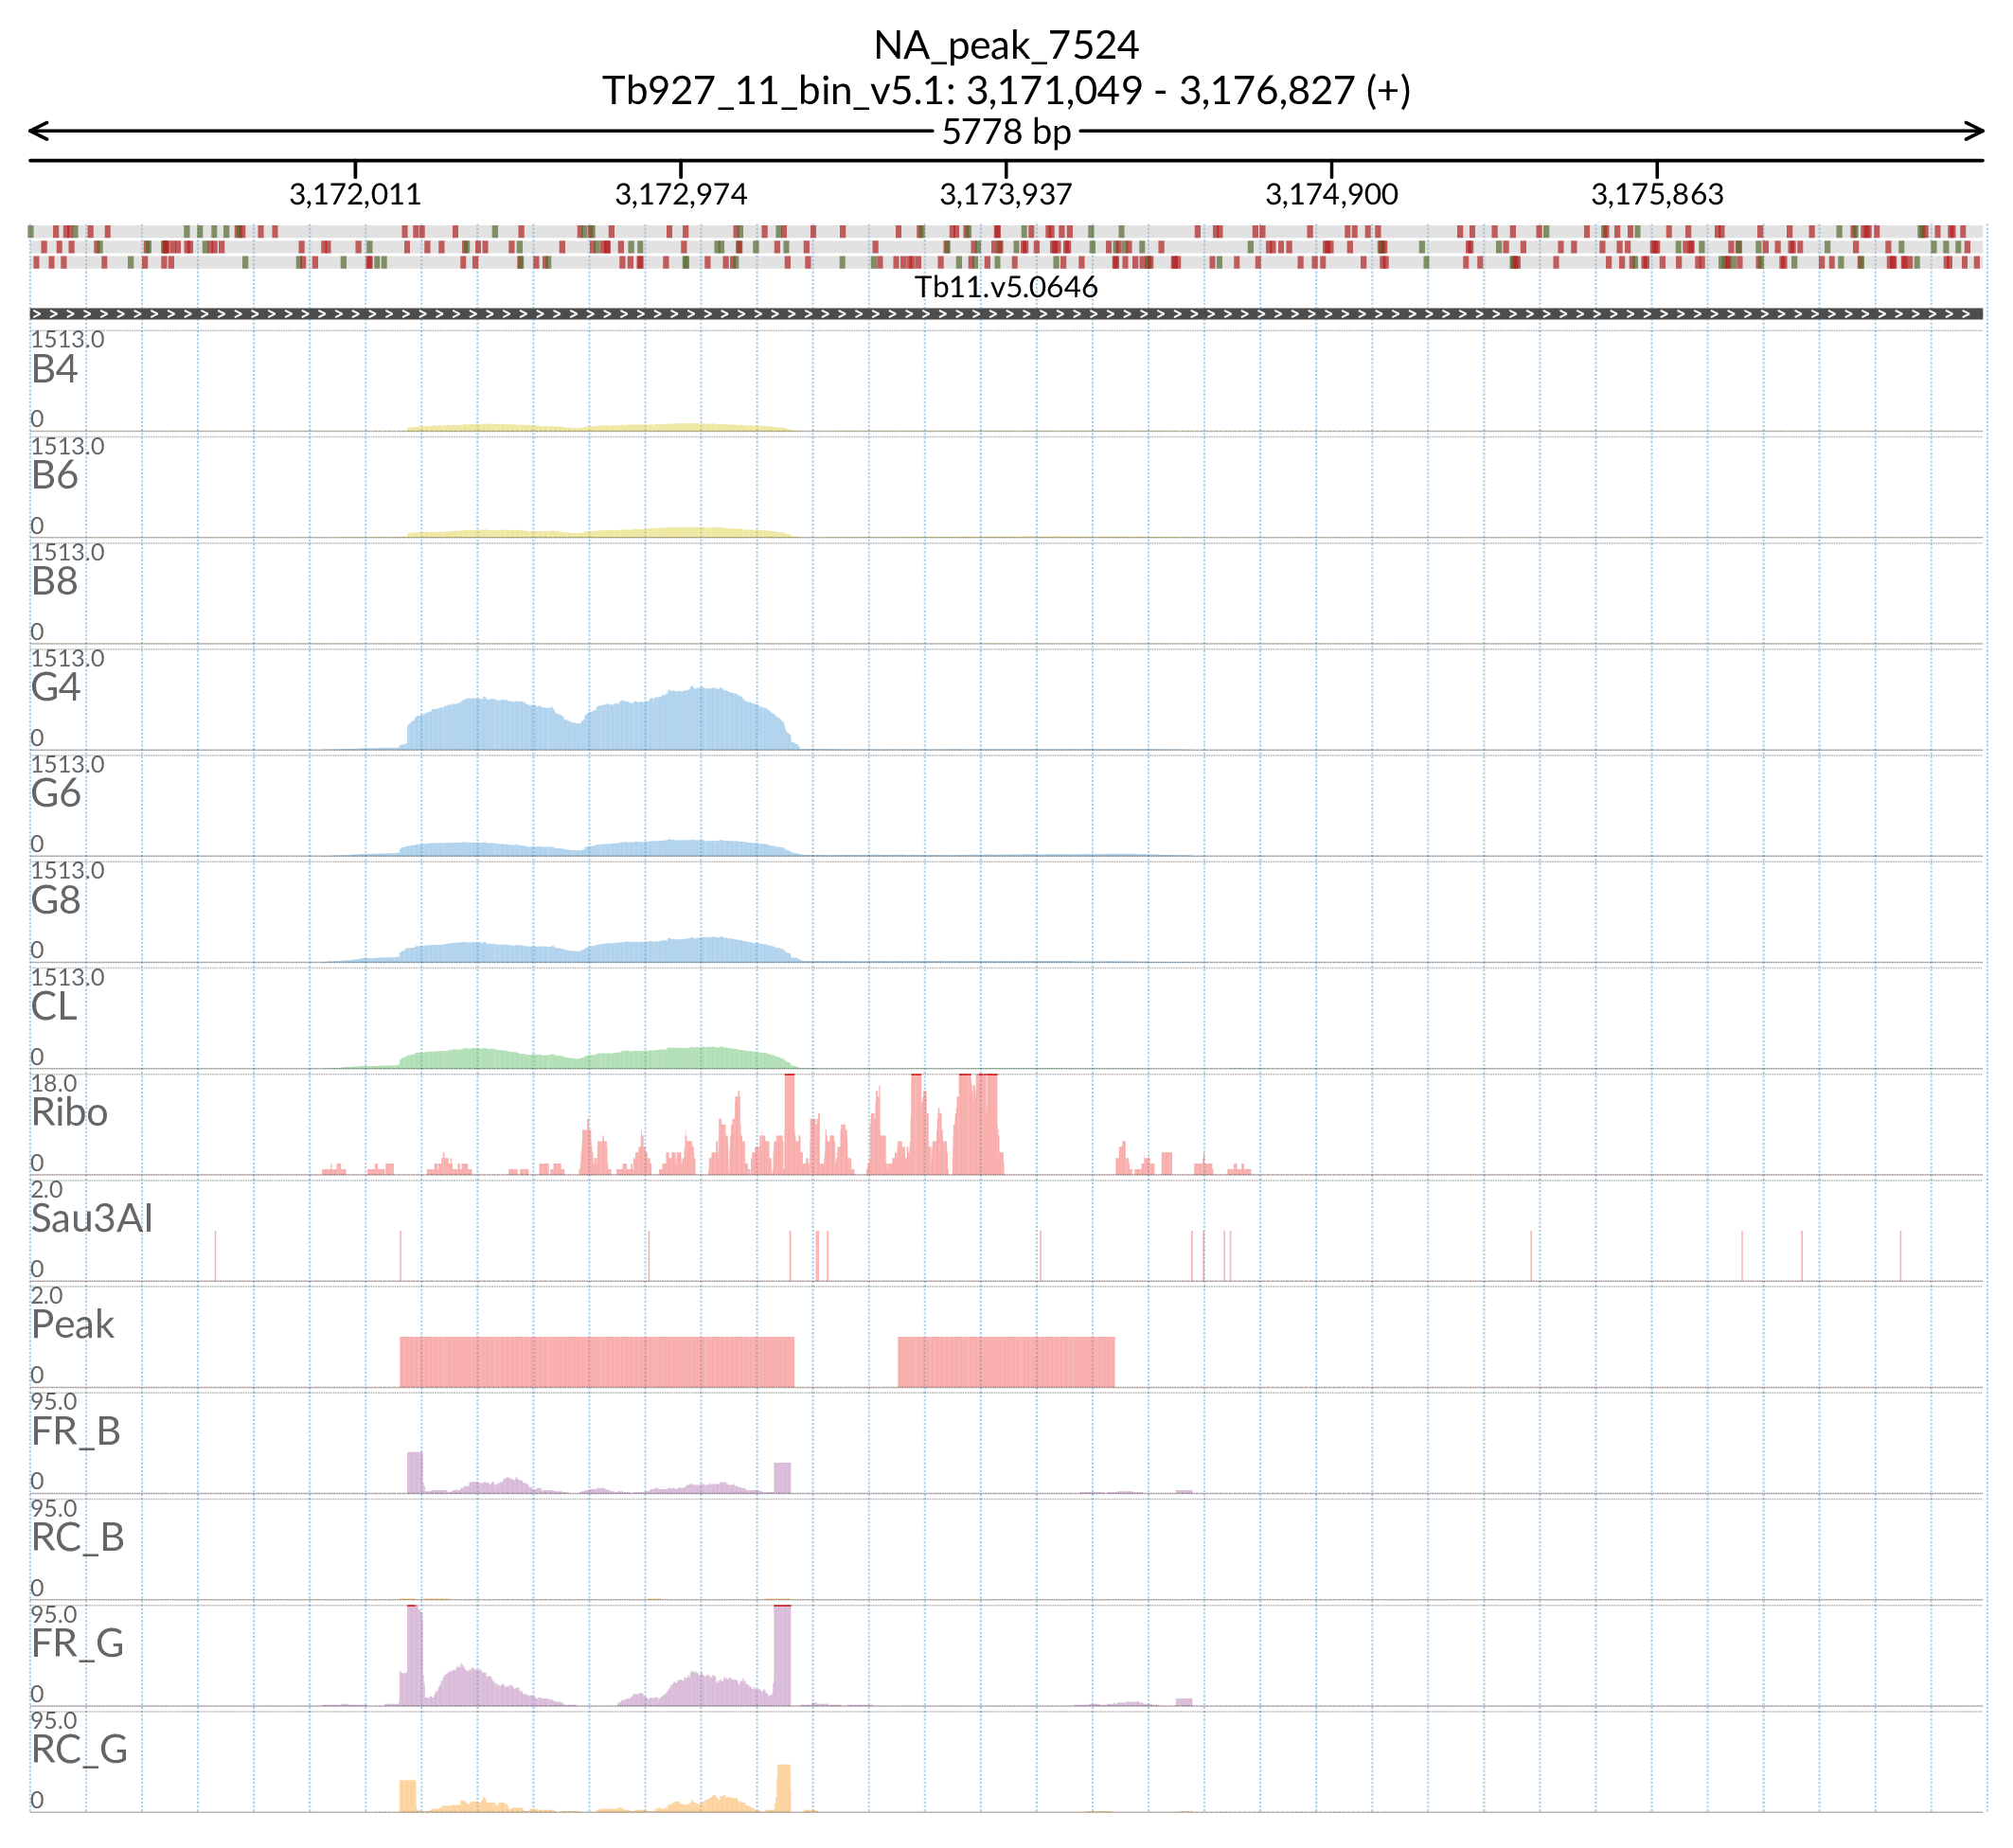 NA_peak_7524
Tb927_11_bin_v5.1: 3,171,049 - 3,176,827 (+)
5778 bp
3,172,011 3,172,974 3,173,937 3,174,900 3,175,863
Tb11.v5.0646
1513.0
B4
0
1513.0
B6
0
1513.0
B8
0
1513.0
G4
0
1513.0
G6
0
1513.0
G8
0
1513.0
CL
0
18.0
Ribo
0
2.0
Sau3AI
0
2.0
Peak
0
95.0
FR_B
0
95.0
RC_B
0
95.0
FR_G
0
95.0
RC_G
0